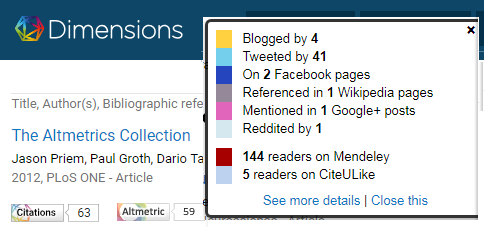 Dimensions
Title, Author(s), Bibliographic refe
The Altmetrics Collection
Jason Priem, Paul Groth, Dario Ta
2012, PLoS ONE - Article
Citations 63
Altmetric 59
×
Blogged by 4
Tweeted by 41
On 2 Facebook pages
Referenced in 1 Wikipedia pages
Mentioned in 1 Google+ posts
Reddited by 1
144 readers on Mendeley
5 readers on CiteULike
See more details | Close this